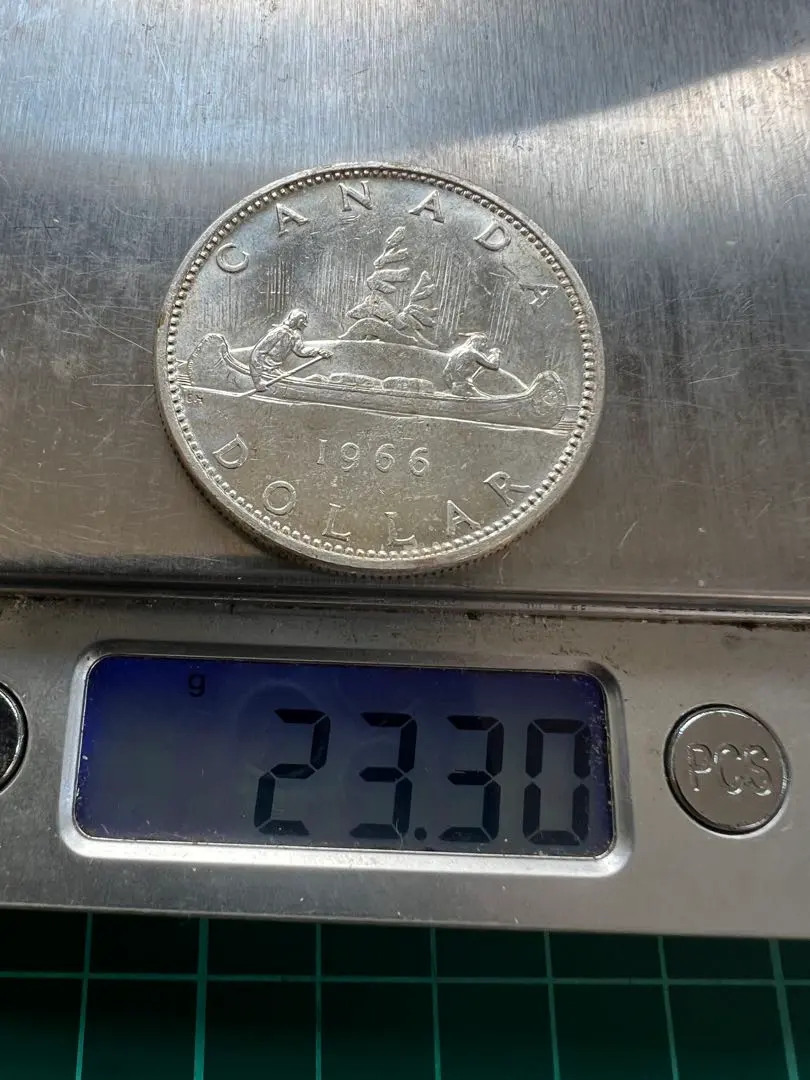 CANADA
1966
DOLLAR
g
23.30
PCS